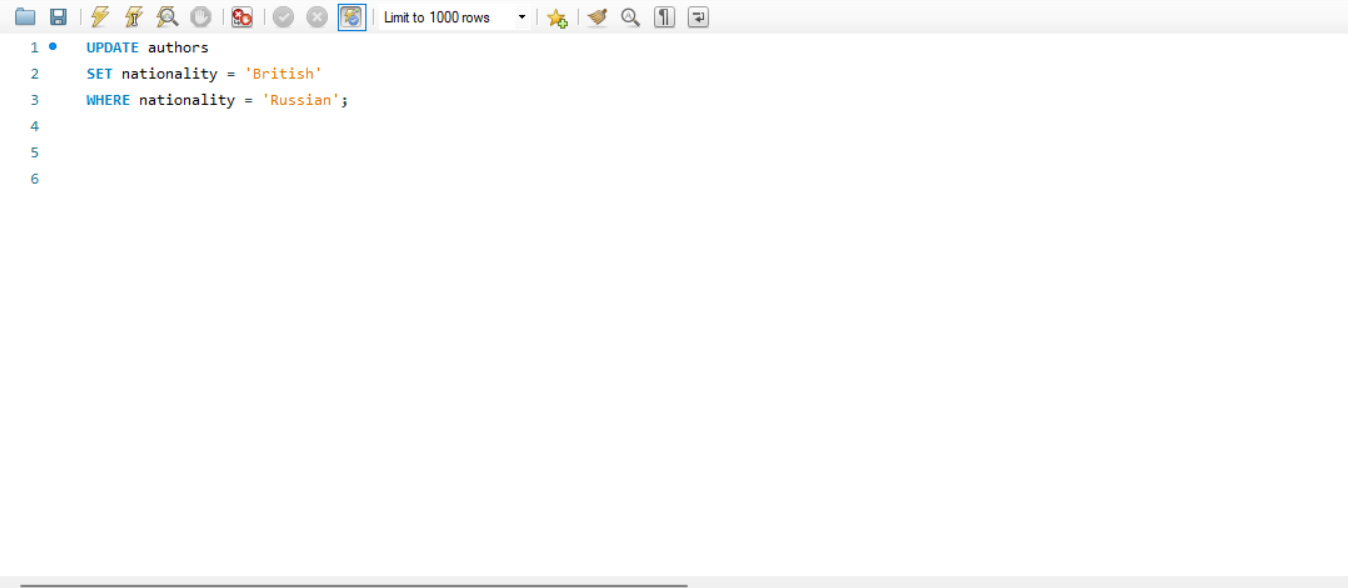 Limit to 1000 rows
1 UPDATE authors
2 SET nationality = 'British'
3 WHERE nationality = 'Russian';
4
5
6